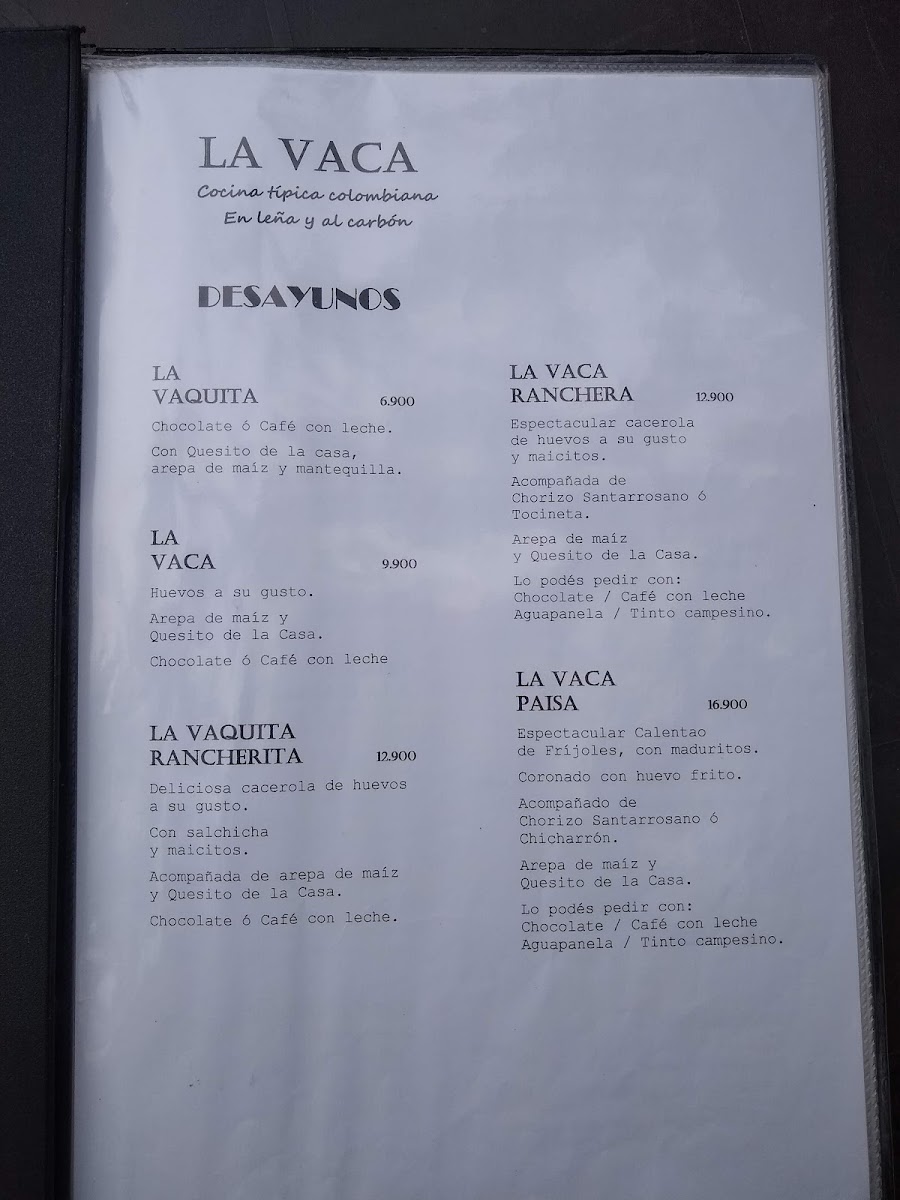 LA VACA
Cocina típica colombiana
En leña y al carbón
DESAYUNOS
LA
VAQUITA 6.900
Chocolate ó Café con leche.
Con Quesito de la casa,
arepa de maíz y mantequilla.
LA
VACA 9.900
Huevos a su gusto.
Arepa de maíz y
Quesito de la Casa.
Chocolate ó Café con leche
LA VAQUITA
RANCHERITA 12.900
Deliciosa cacerola de huevos
a su gusto.
Con salchicha
y maicitos.
Acompañada de arepa de maíz
y Quesito de la Casa.
Chocolate ó Café con leche.
LA VACA
RANCHERA 12.900
Espectacular cacerola
de huevos a su gusto
y maicitos.
Acompañada de
Chorizo Santarrosano ó
Tocineta.
Arepa de maíz
y Quesito de la Casa.
Lo podés pedir con:
Chocolate / Café con leche
Aguapanela / Tinto campesino.
LA VACA
PAISA 16.900
Espectacular Calentao
de Fríjoles, con maduritos.
Coronado con huevo frito.
Acompañado de
Chorizo Santarrosano ó
Chicharrón.
Arepa de maíz y
Quesito de la Casa.
Lo podés pedir con:
Chocolate / Café con leche
Aguapanela / Tinto campesino.